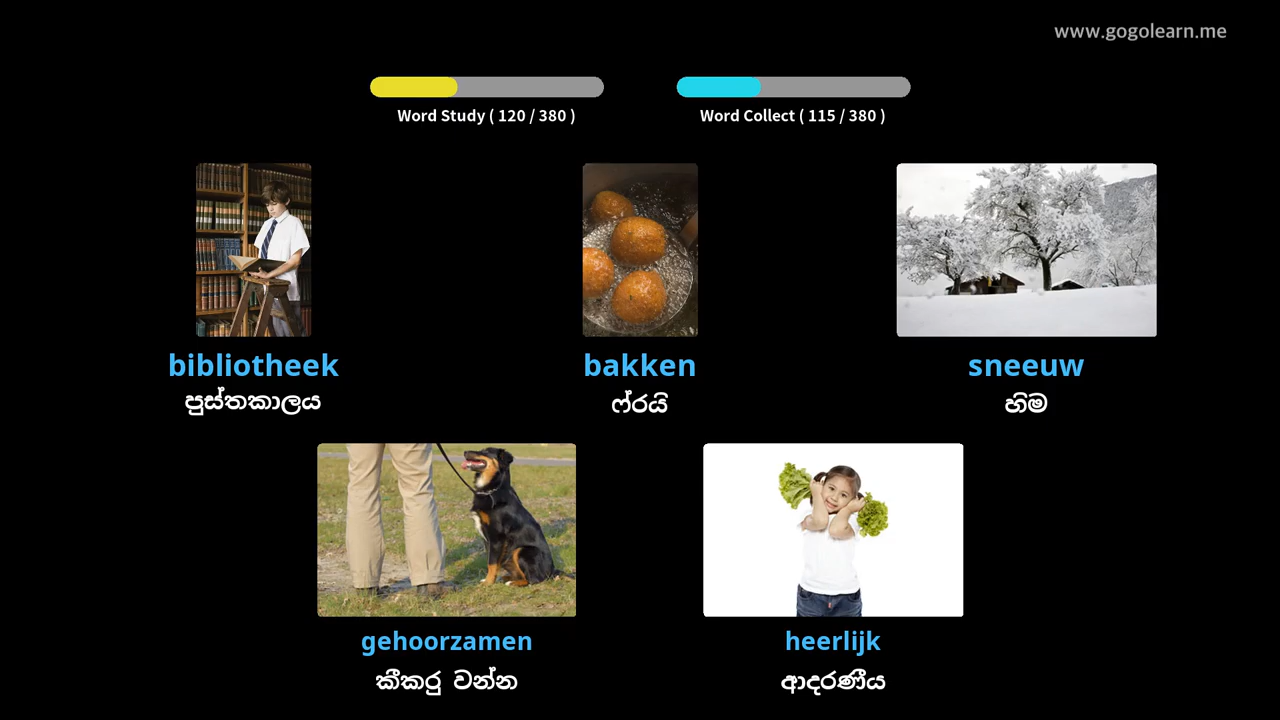 www.gogolearn.me
Word Study ( 120 / 380 )
Word Collect ( 115 / 380 )
bibliotheek
පුස්තකාලය
bakken
ෆ්රයි
sneeuw
හිම
gehoorzamen
කීකරු වන්න
heerlijk
ආදරණීය